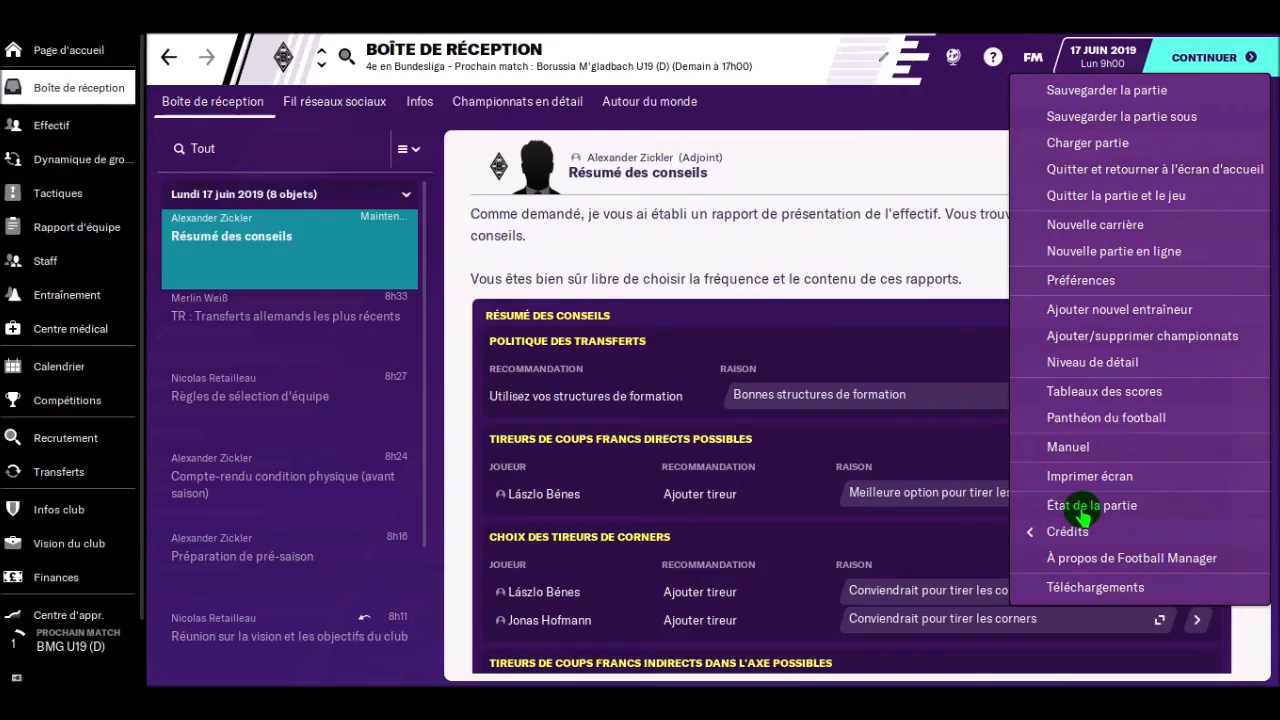 Page d'accueil
Boîte de réception
Effectif
Dynamique de gro...
Tactiques
Rapport d'équipe
Staff
Entraînement
Centre médical
Calendrier
Compétitions
Recrutement
Transferts
Infos club
Vision du club
Finances
Centre d'appr.
PROCHAIN MATCH
1 BMG U19 (D)
BOÎTE DE RÉCEPTION
4e en Bundesliga - Prochain match : Borussia M'gladbach U19 (D) (Demain à 17h00)
?
FM
17 JUIN 2019
Lun 9h00
CONTINUER
Boîte de réception
Fil réseaux sociaux
Infos
Championnats en détail
Autour du monde
Tout
Lundi 17 juin 2019 (8 objets)
Alexander Zickler Mainten...
Résumé des conseils
Merlin Weiß 8h33
TR : Transferts allemands les plus récents
Nicolas Retailleau 8h27
Règles de sélection d'équipe
Alexander Zickler 8h24
Compte-rendu condition physique (avant
saison)
Alexander Zickler 8h16
Préparation de pré-saison
Nicolas Retailleau 8h11
Réunion sur la vision et les objectifs du club
Alexander Zickler (Adjoint)
Résumé des conseils
Comme demandé, je vous ai établi un rapport de présentation de l'effectif. Vous trouv
conseils.
Vous êtes bien sûr libre de choisir la fréquence et le contenu de ces rapports.
RÉSUMÉ DES CONSEILS
POLITIQUE DES TRANSFERTS
RECOMMANDATION RAISON
Utilisez vos structures de formation Bonnes structures de formation
TIREURS DE COUPS FRANCS DIRECTS POSSIBLES
JOUEUR RECOMMANDATION RAISON
Lászlo Bénes Ajouter tireur Meilleure option pour tirer les
CHOIX DES TIREURS DE CORNERS
JOUEUR RECOMMANDATION RAISON
Lászlo Bénes Ajouter tireur Conviendrait pour tirer les co
Jonas Hofmann Ajouter tireur Conviendrait pour tirer les corners
TIREURS DE COUPS FRANCS INDIRECTS DANS L'AXE POSSIBLES
Sauvegarder la partie
Sauvegarder la partie sous
Charger partie
Quitter et retourner à l'écran d'accueil
Quitter la partie et le jeu
Nouvelle carrière
Nouvelle partie en ligne
Préférences
Ajouter nouvel entraîneur
Ajouter/supprimer championnats
Niveau de détail
Tableaux des scores
Panthéon du football
Manuel
Imprimer écran
État de la partie
Crédits
À propos de Football Manager
Téléchargements